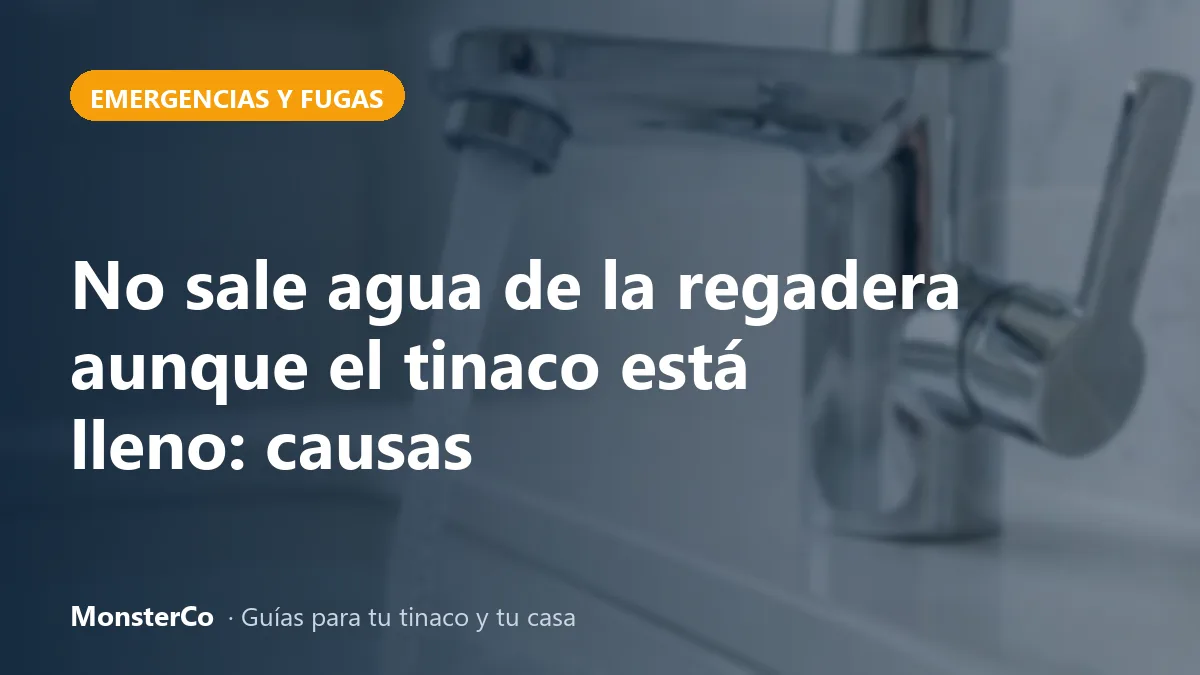 EMERGENCIAS Y FUGAS
No sale agua de la regadera
aunque el tinaco está
lleno: causas
MonsterCo · Guías para tu tinaco y tu casa